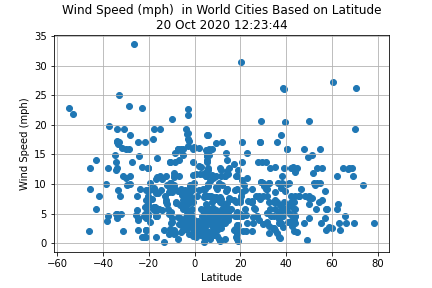 Wind Speed (mph)  in World Cities Based on Latitude
20 Oct 2020 12:23:44
Wind Speed (mph)
35
30
25
20
15
10
5
0
−60 −40 −20 0 20 40 60 80
Latitude